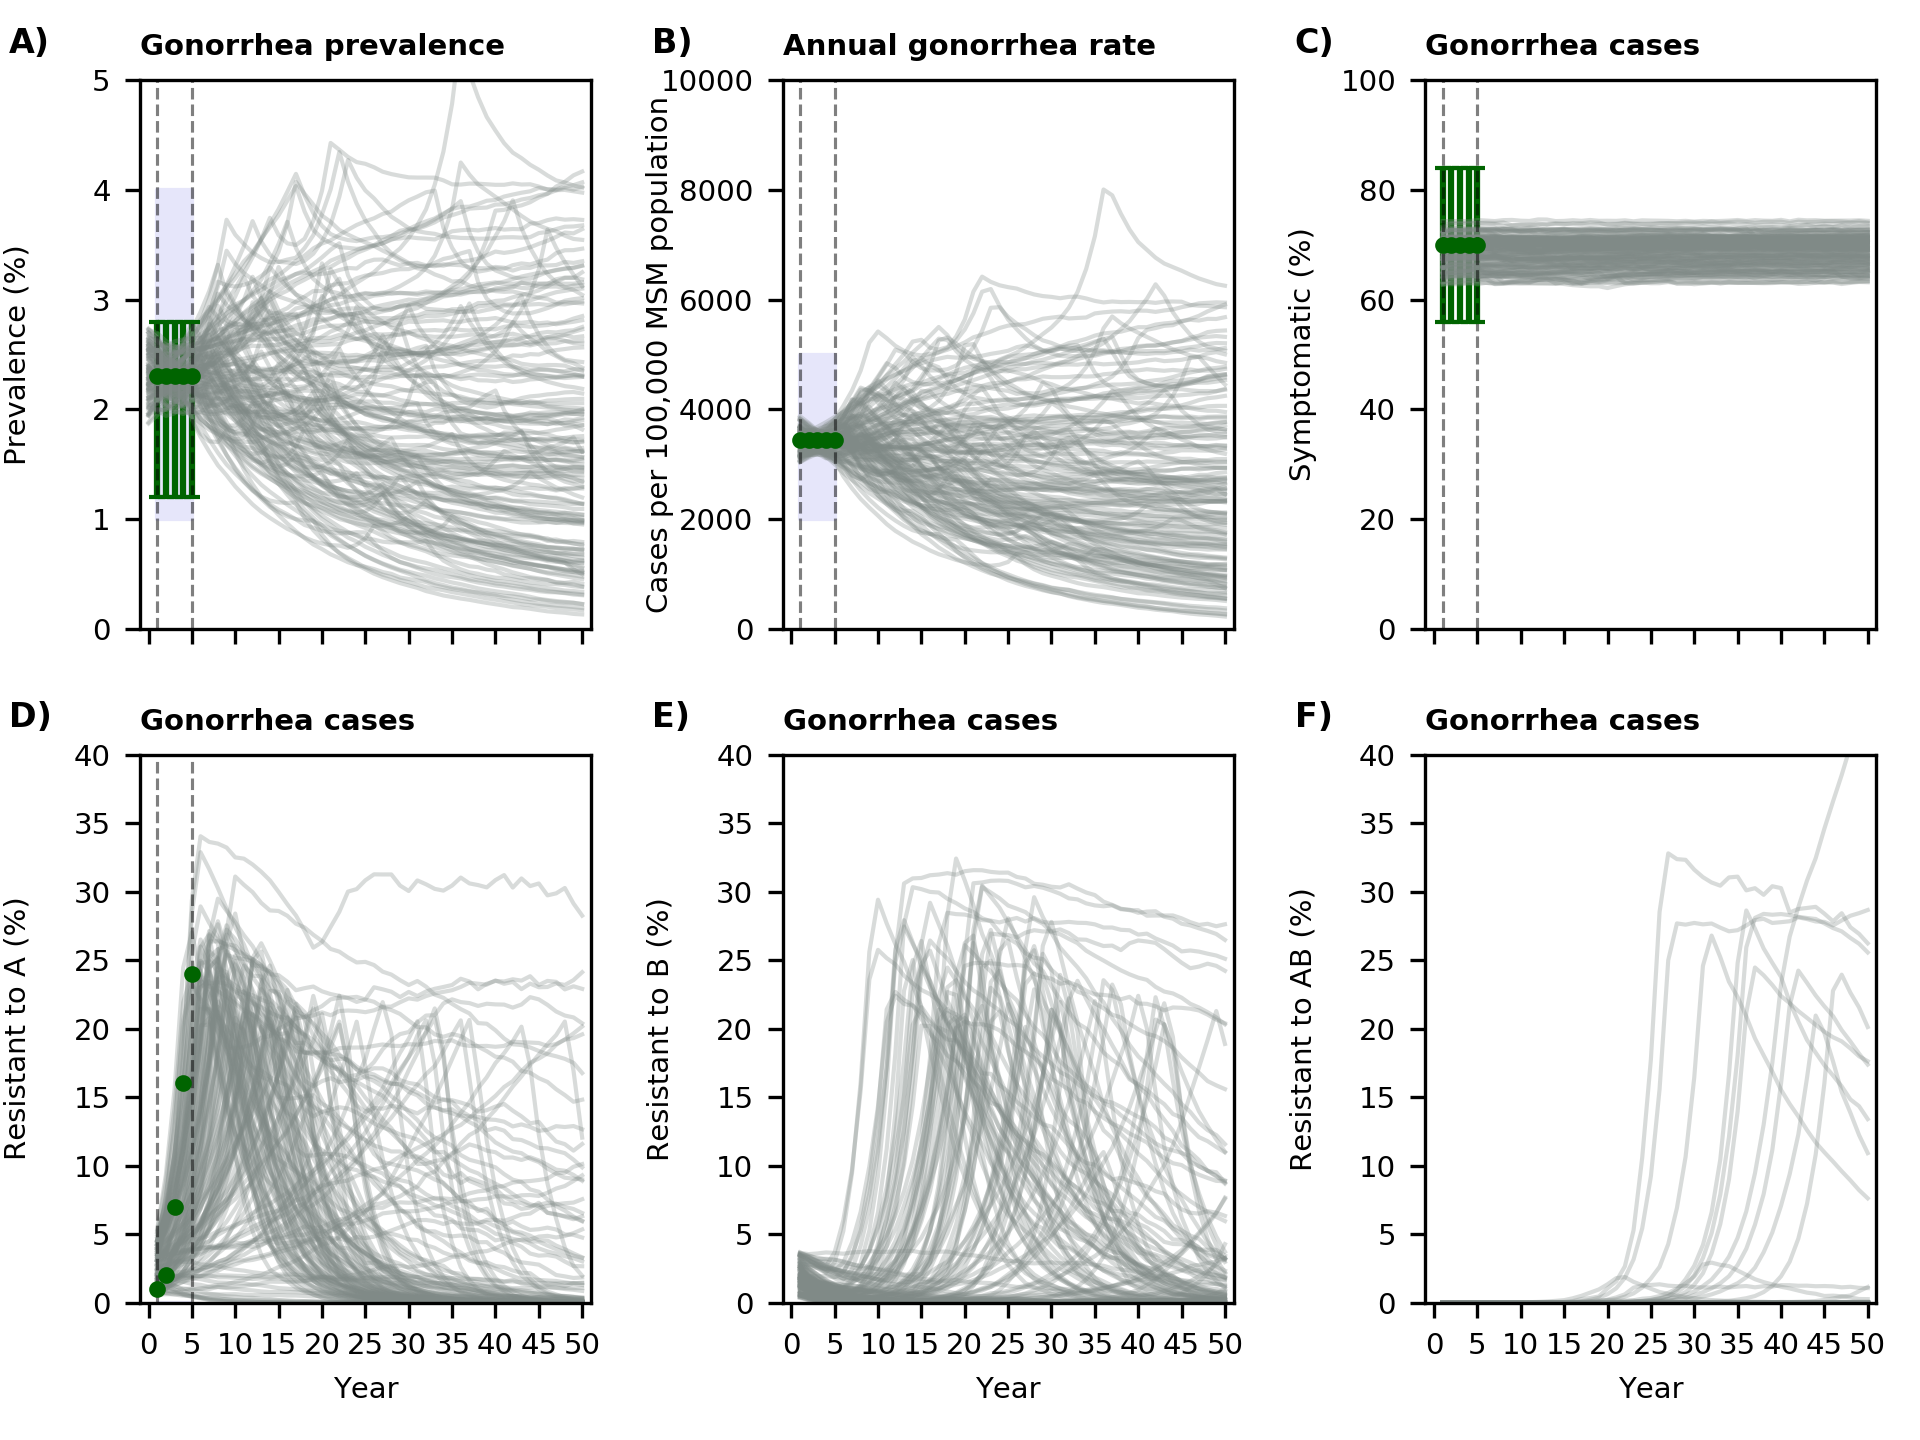 A) Gonorrhea prevalence
Prevalence (%)
5
4
3
2
1
0
B) Annual gonorrhea rate
Cases per 100,000 MSM population
10000
8000
6000
4000
2000
0
C) Gonorrhea cases
Symptomatic (%)
100
80
60
40
20
0
D) Gonorrhea cases
Resistant to A (%)
40
35
30
25
20
15
10
5
0
0 5 10 15 20 25 30 35 40 45 50
Year
E) Gonorrhea cases
Resistant to B (%)
40
35
30
25
20
15
10
5
0
0 5 10 15 20 25 30 35 40 45 50
Year
F) Gonorrhea cases
Resistant to AB (%)
40
35
30
25
20
15
10
5
0
0 5 10 15 20 25 30 35 40 45 50
Year